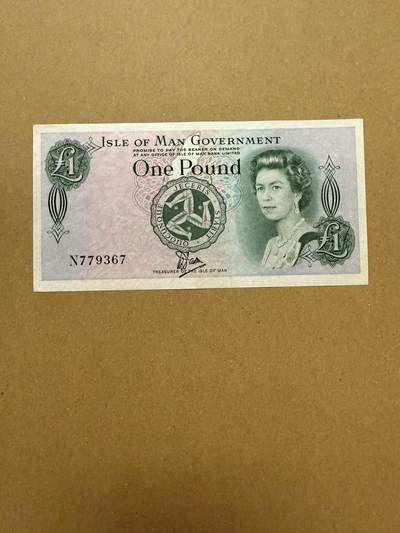 ISLE OF MAN GOVERNMENT
PROMISE TO PAY THE BEARER ON DEMAND
AT ANY OFFICE OF ISLE OF MAN BANK LIMITED
£1
One Pound
QUOCUNQUE JECERIS STABIT
£1
N779367
TREASURER OF THE ISLE OF MAN